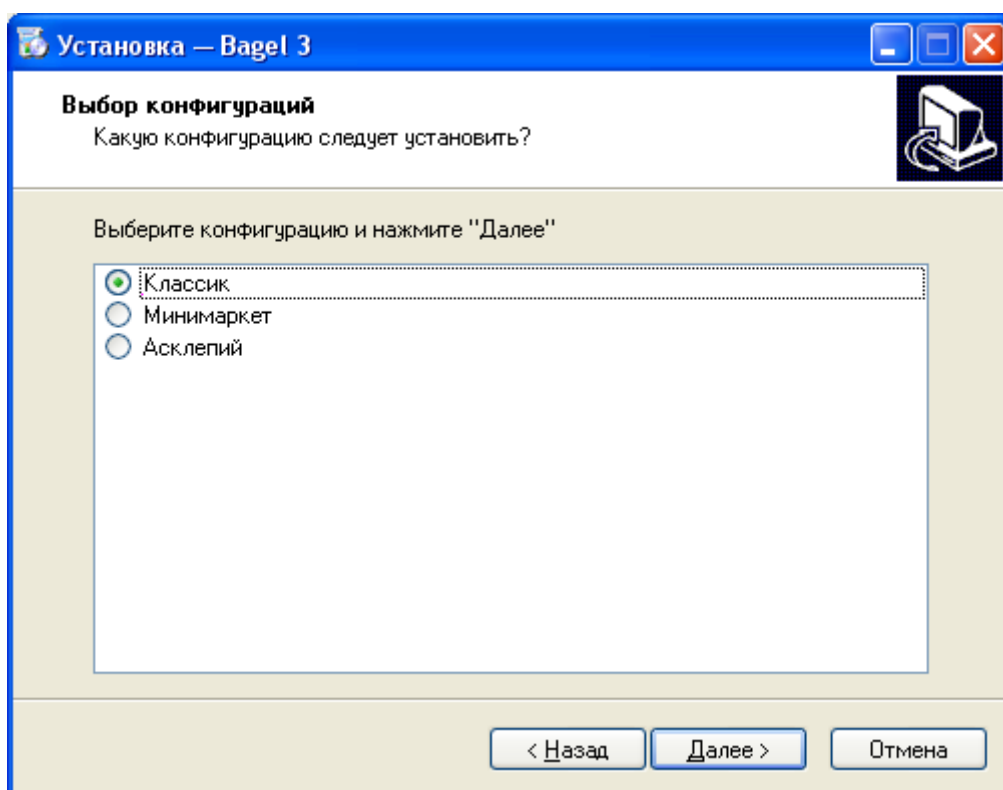 Установка — Bagel 3
Выбор конфигураций
Какую конфигурацию следует установить?
Выберите конфигурацию и нажмите "Далее"
Классик
Минимаркет
Асклепий
< Назад
Далее >
Отмена